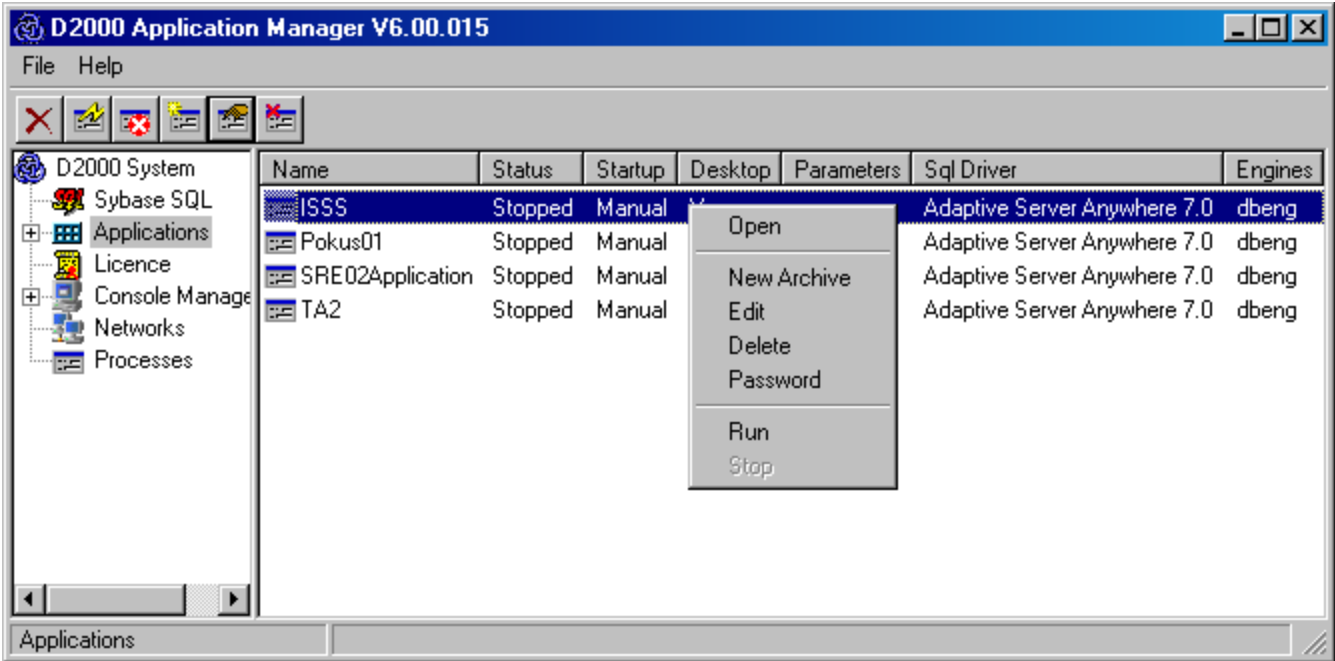 D2000 Application Manager V6.00.015
File Help
D2000 System
Sybase SQL
Applications
Licence
Console Manage
Networks
Processes
Name Status Startup Desktop Parameters Sql Driver Engines
ISSS Stopped Manual Adaptive Server Anywhere 7.0 dbeng
Pokus01 Stopped Manual Adaptive Server Anywhere 7.0 dbeng
SRE02Application Stopped Manual Adaptive Server Anywhere 7.0 dbeng
TA2 Stopped Manual Adaptive Server Anywhere 7.0 dbeng
Open
New Archive
Edit
Delete
Password
Run
Stop
Applications